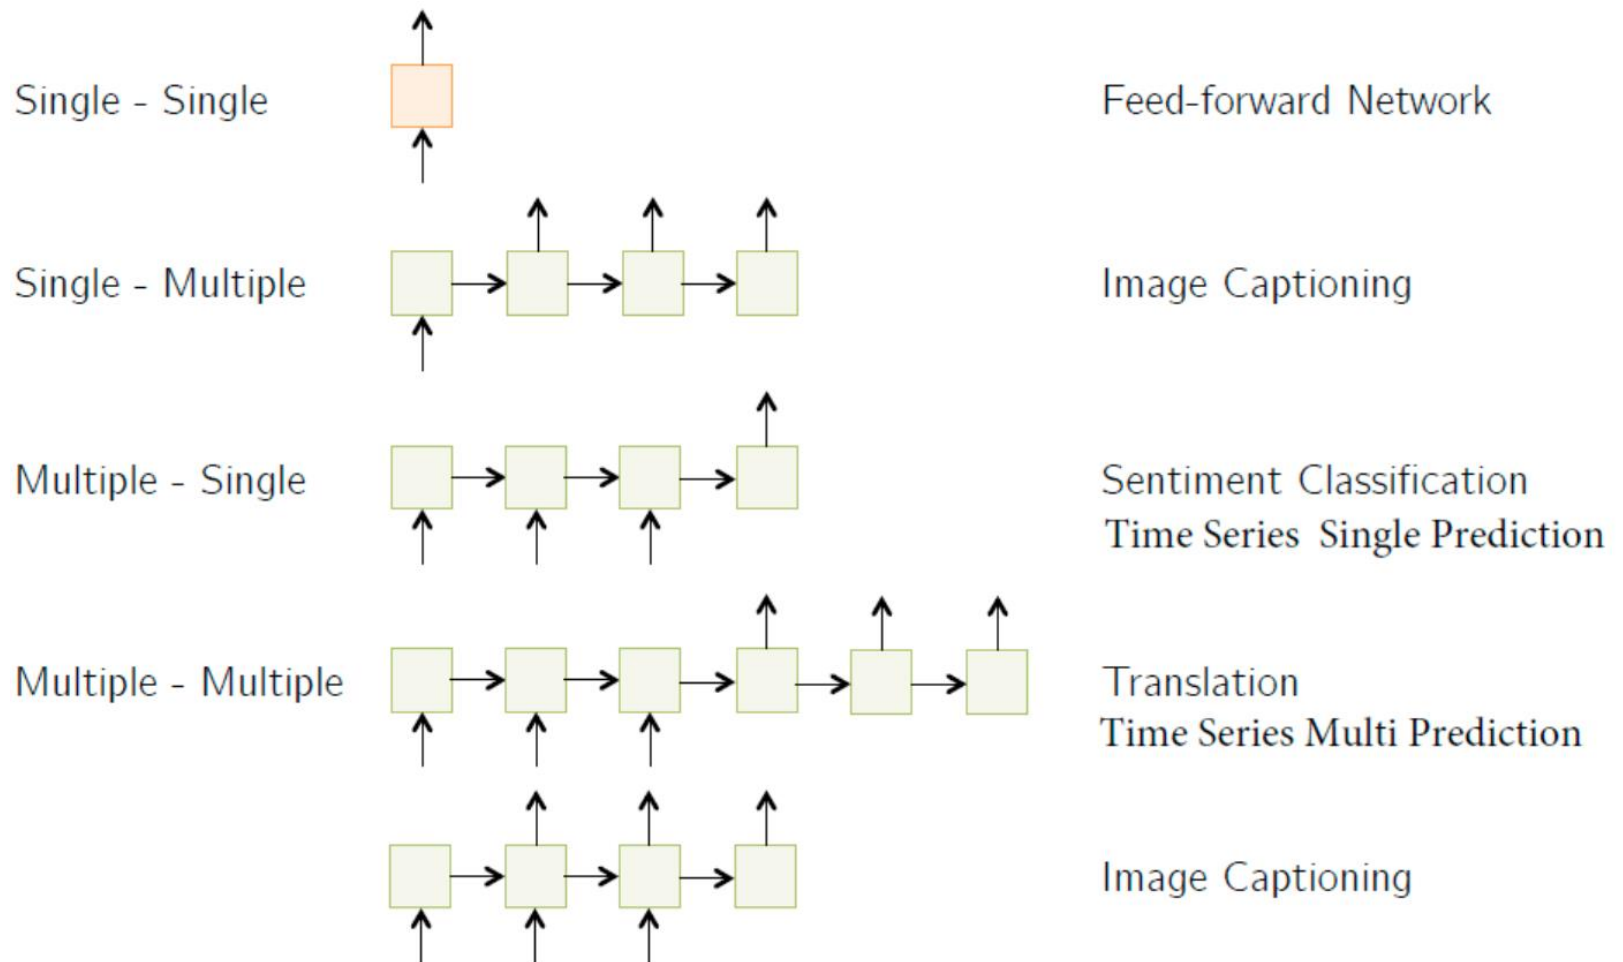 Single - Single
Feed-forward Network
Single - Multiple
Image Captioning
Multiple - Single
Sentiment Classification
Time Series Single Prediction
Multiple - Multiple
Translation
Time Series Multi Prediction
Image Captioning